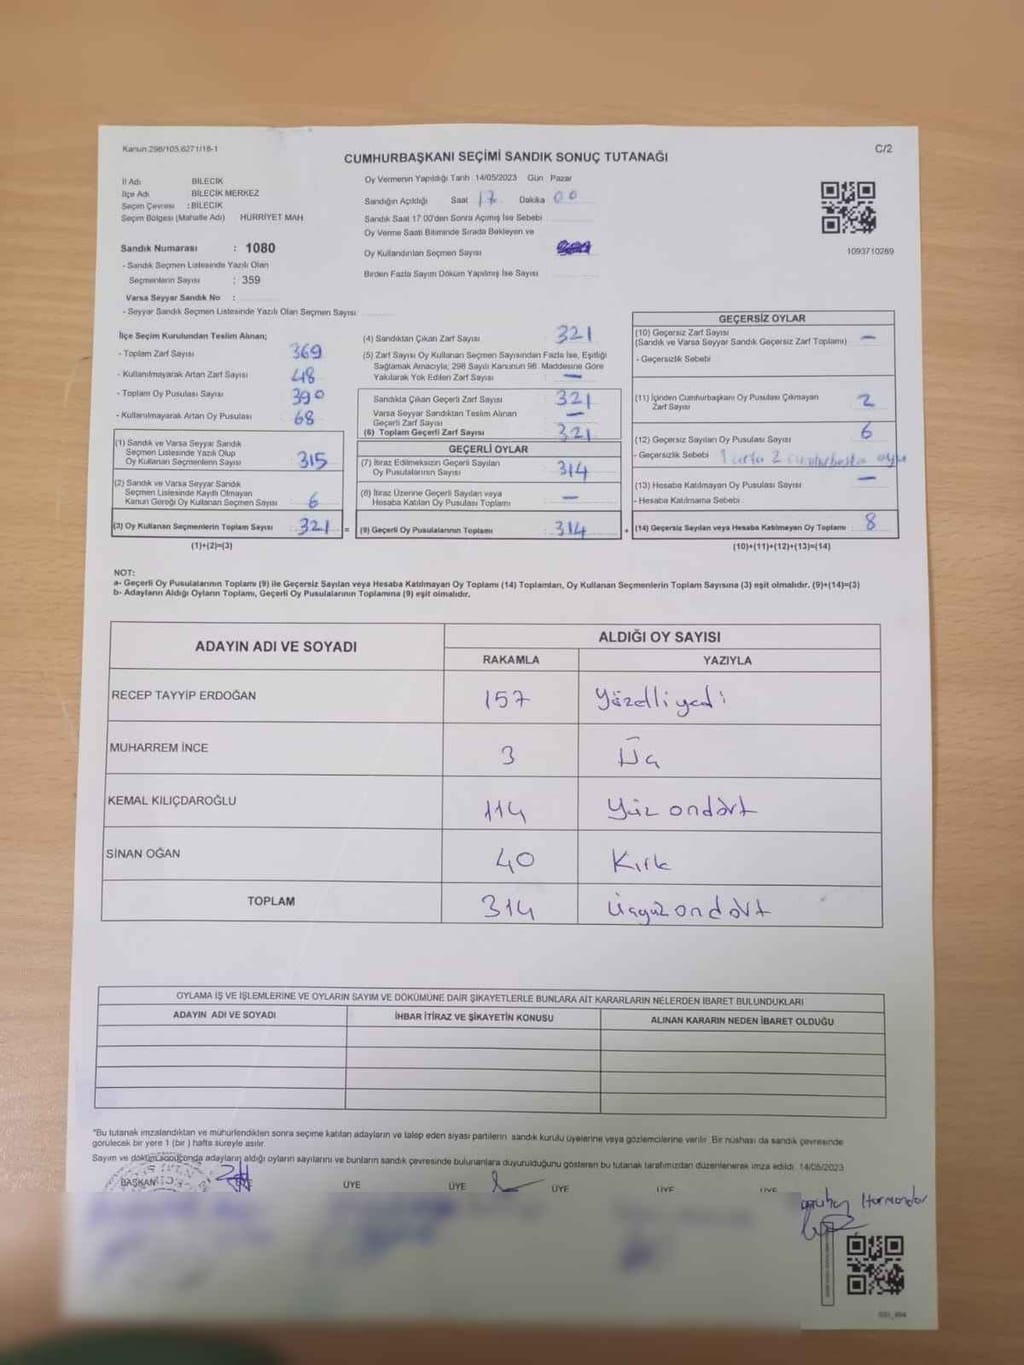 Kanun 298/105,6271/16-1
C/2
CUMHURBAŞKANI SEÇİMİ SANDIK SONUÇ TUTANAĞI
İl Adı BİLECİK
İlçe Adı BİLECİK MERKEZ
Seçim Çevresi : BİLECİK
Seçim Bölgesi (Mahalle Adı) HÜRRİYET MAH
Sandık Numarası : 1080
- Sandık Seçmen Listesinde Yazılı Olan
Seçmenlerin Sayısı : 359
Varsa Seyyar Sandık No :
- Seyyar Sandık Seçmen Listesinde Yazılı Olan Seçmen Sayısı
Oy Vermenin Yapıldığı Tarih 14/05/2023 Gün Pazar
Sandığın Açıldığı Saat 17 Dakika 00
Sandık Saat 17.00'den Sonra Açılmış İse Sebebi
Oy Verme Saati Bitiminde Sırada Bekleyen ve
Oy Kullandırılan Seçmen Sayısı
Birden Fazla Sayım Döküm Yapılmış İse Sayısı
1093710269
İlçe Seçim Kurulundan Teslim Alınan;
- Toplam Zarf Sayısı 369
- Kullanılmayarak Artan Zarf Sayısı 48
- Toplam Oy Pusulası Sayısı 390
- Kullanılmayarak Artan Oy Pusulası 68
(1) Sandık ve Varsa Seyyar Sandık
Seçmen Listesinde Yazılı Olup
Oy Kullanan Seçmenlerin Sayısı 315
(2) Sandık ve Varsa Seyyar Sandık
Seçmen Listesinde Kayıtlı Olmayan
Kanun Gereği Oy Kullanan Seçmen Sayısı 6
(3) Oy Kullanan Seçmenlerin Toplam Sayısı 321 =
(1)+(2)=(3)
(4) Sandıktan Çıkan Zarf Sayısı 321
(5) Zarf Sayısı Oy Kullanan Seçmen Sayısından Fazla İse, Eşitliği
Sağlamak Amacıyla, 298 Sayılı Kanunun 98. Maddesine Göre
Yakılarak Yok Edilen Zarf Sayısı —
Sandıkta Çıkan Geçerli Zarf Sayısı 321
Varsa Seyyar Sandıktan Teslim Alınan
Geçerli Zarf Sayısı —
(6) Toplam Geçerli Zarf Sayısı 321
GEÇERLİ OYLAR
(7) İtiraz Edilmeksizin Geçerli Sayılan
Oy Pusulalarının Sayısı 314
(8) İtiraz Üzerine Geçerli Sayılan veya
Hesaba Katılan Oy Pusulası Toplamı —
(9) Geçerli Oy Pusulalarının Toplamı 314 +
GEÇERSİZ OYLAR
(10) Geçersiz Zarf Sayısı
(Sandık ve Varsa Seyyar Sandık Geçersiz Zarf Toplamı) —
- Geçersizlik Sebebi
(11) İçinden Cumhurbaşkanı Oy Pusulası Çıkmayan
Zarf Sayısı 2
(12) Geçersiz Sayılan Oy Pusulası Sayısı 6
- Geçersizlik Sebebi 1 2
(13) Hesaba Katılmayan Oy Pusulası Sayısı —
- Hesaba Katılmama Sebebi
(14) Geçersiz Sayılan veya Hesaba Katılmayan Oy Toplamı 8
(10)+(11)+(12)+(13)=(14)
NOT:
a- Geçerli Oy Pusulalarının Toplamı (9) ile Geçersiz Sayılan veya Hesaba Katılmayan Oy Toplamı (14) Toplamları, Oy Kullanan Seçmenlerin Toplam Sayısına (3) eşit olmalıdır. (9)+(14)=(3)
b- Adayların Aldığı Oyların Toplamı, Geçerli Oy Pusulalarının Toplamına (9) eşit olmalıdır.
ADAYIN ADI VE SOYADI ALDIĞI OY SAYISI
RAKAMLA YAZIYLA
RECEP TAYYİP ERDOĞAN 157 Yüzelliyedi
MUHARREM İNCE 3 Üç
KEMAL KILIÇDAROĞLU 114 Yüz ondört
SİNAN OĞAN 40 Kırk
TOPLAM 314 Üçyüzondört
OYLAMA İŞ VE İŞLEMLERİNE VE OYLARIN SAYIM VE DÖKÜMÜNE DAİR ŞİKAYETLERLE BUNLARA AİT KARARLARIN NELERDEN İBARET BULUNDUKLARI
ADAYIN ADI VE SOYADI İHBAR İTİRAZ VE ŞİKAYETİN KONUSU ALINAN KARARIN NEDEN İBARET OLDUĞU
*Bu tutanak imzalandıktan ve mühürlendikten sonra seçime katılan adayların ve talep eden siyasi partilerin sandık kurulu üyelerine veya gözlemcilerine verilir. Bir nüshası da sandık çevresinde
görülecek bir yere 1 (bir ) hafta süreyle asılır.
Sayım ve döküm sonucunda adayların aldığı oyların sayılarını ve bunların sandık çevresinde bulunanlara duyurulduğunu gösteren bu tutanak tarafımızdan düzenlenerek imza edildi. 14/05/2023
BAŞKAN ÜYE ÜYE ÜYE ÜYE ÜYE